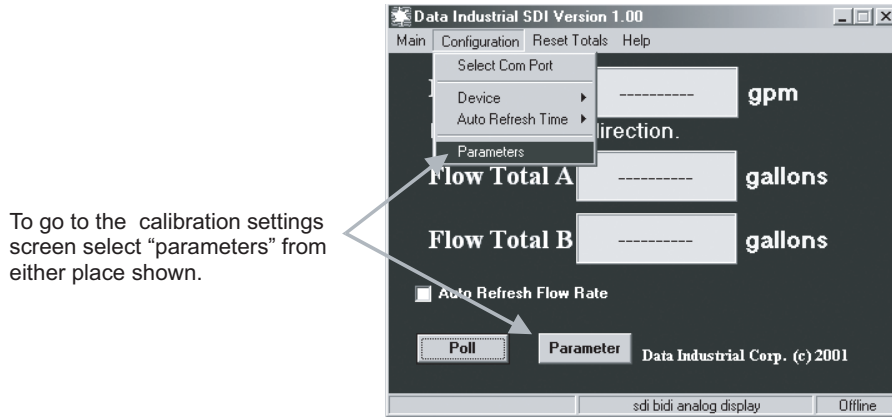 Data Industrial SDI Version 1.00
Main Configuration Reset Totals Help
Select Com Port
Device
Auto Refresh Time
Parameters
---------- gpm
direction.
Flow Total A ---------- gallons
To go to the calibration settings
screen select “parameters” from
either place shown.
Flow Total B ---------- gallons
Auto Refresh Flow Rate
Poll Parameter Data Industrial Corp. (c) 2001
sdi bidi analog display Offline